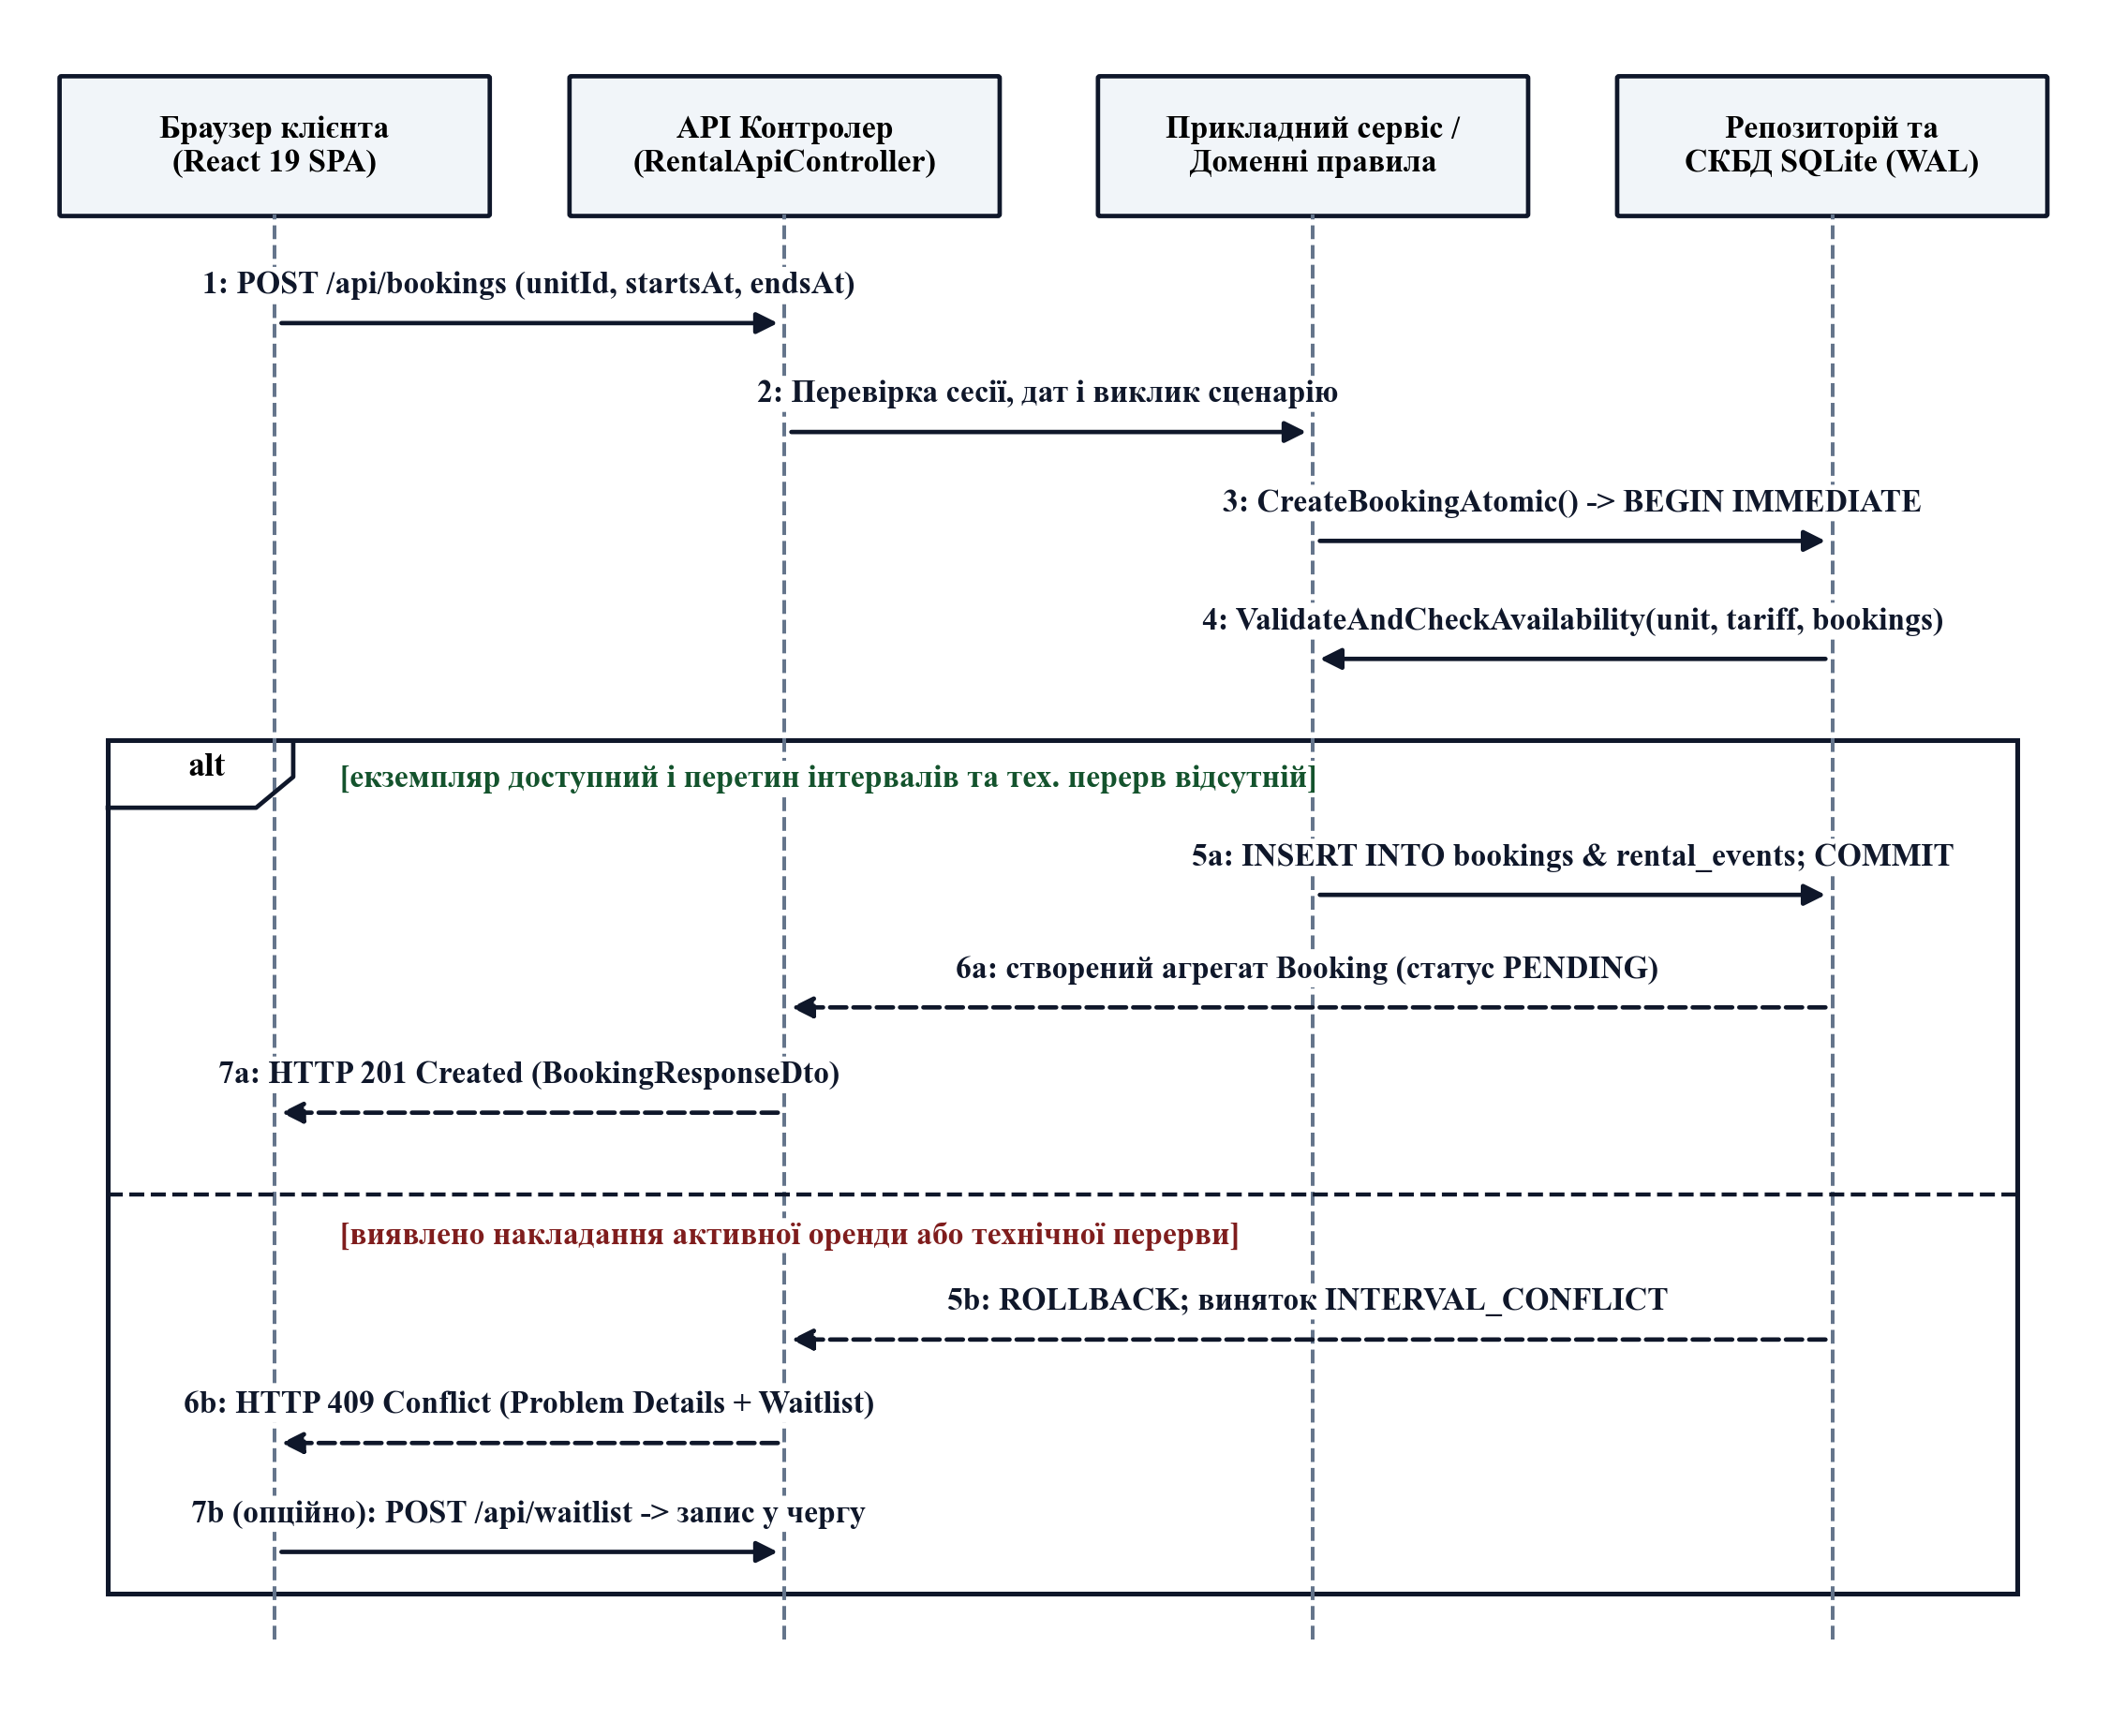 Браузер клієнта
(React 19 SPA)
API Контролер
(RentalApiController)
Прикладний сервіс /
Доменні правила
Репозиторій та
СКБД SQLite (WAL)
1: POST /api/bookings (unitId, startsAt, endsAt)
2: Перевірка сесії, дат і виклик сценарію
3: CreateBookingAtomic() -> BEGIN IMMEDIATE
4: ValidateAndCheckAvailability(unit, tariff, bookings)
alt
[екземпляр доступний і перетин інтервалів та тех. перерв відсутній]
5a: INSERT INTO bookings & rental_events; COMMIT
6a: створений агрегат Booking (статус PENDING)
7a: HTTP 201 Created (BookingResponseDto)
[виявлено накладання активної оренди або технічної перерви]
5b: ROLLBACK; виняток INTERVAL_CONFLICT
6b: HTTP 409 Conflict (Problem Details + Waitlist)
7b (опційно): POST /api/waitlist -> запис у чергу